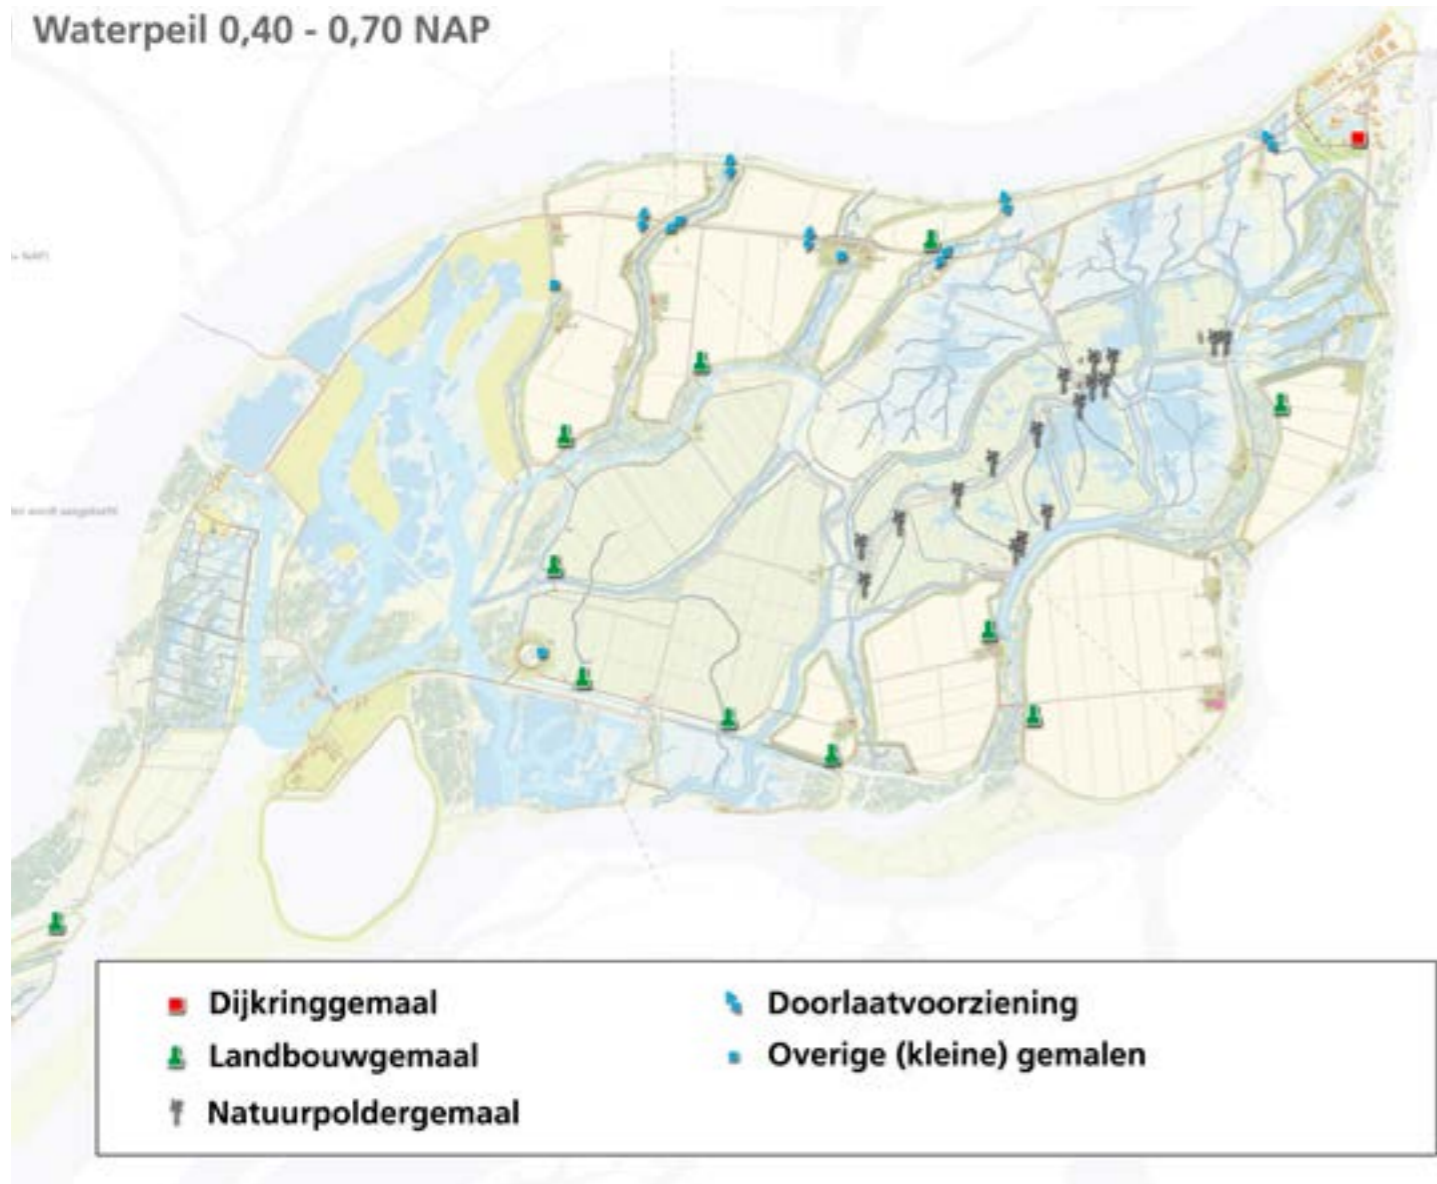 Waterpeil 0,40 - 0,70 NAP
Dijkringgemaal
Landbouwgemaal
Natuurpoldergemaal
Doorlaatvoorziening
Overige (kleine) gemalen